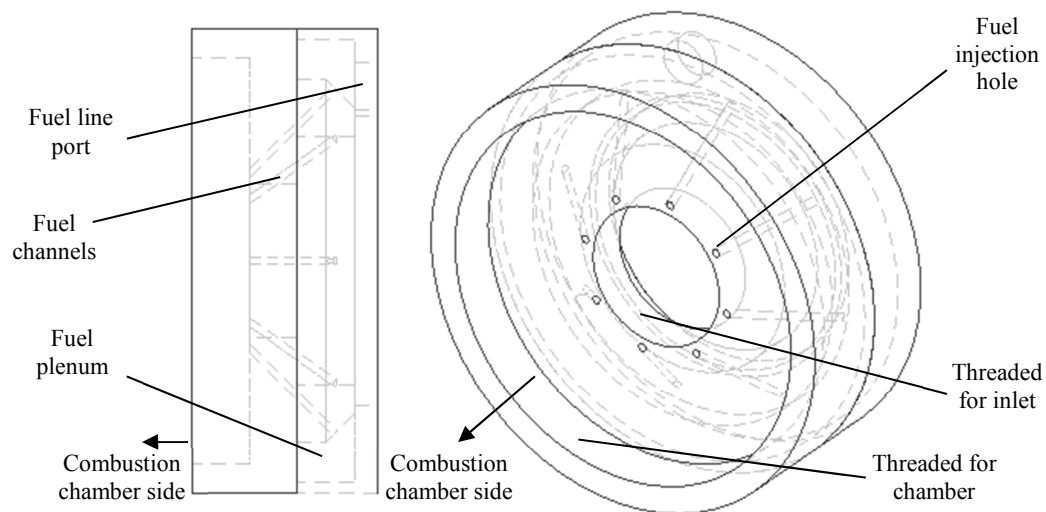 Fuel line
port
Fuel
channels
Fuel
plenum
Combustion
chamber side
Fuel
injection
hole
Threaded
for inlet
Combustion
chamber side
Threaded for
chamber